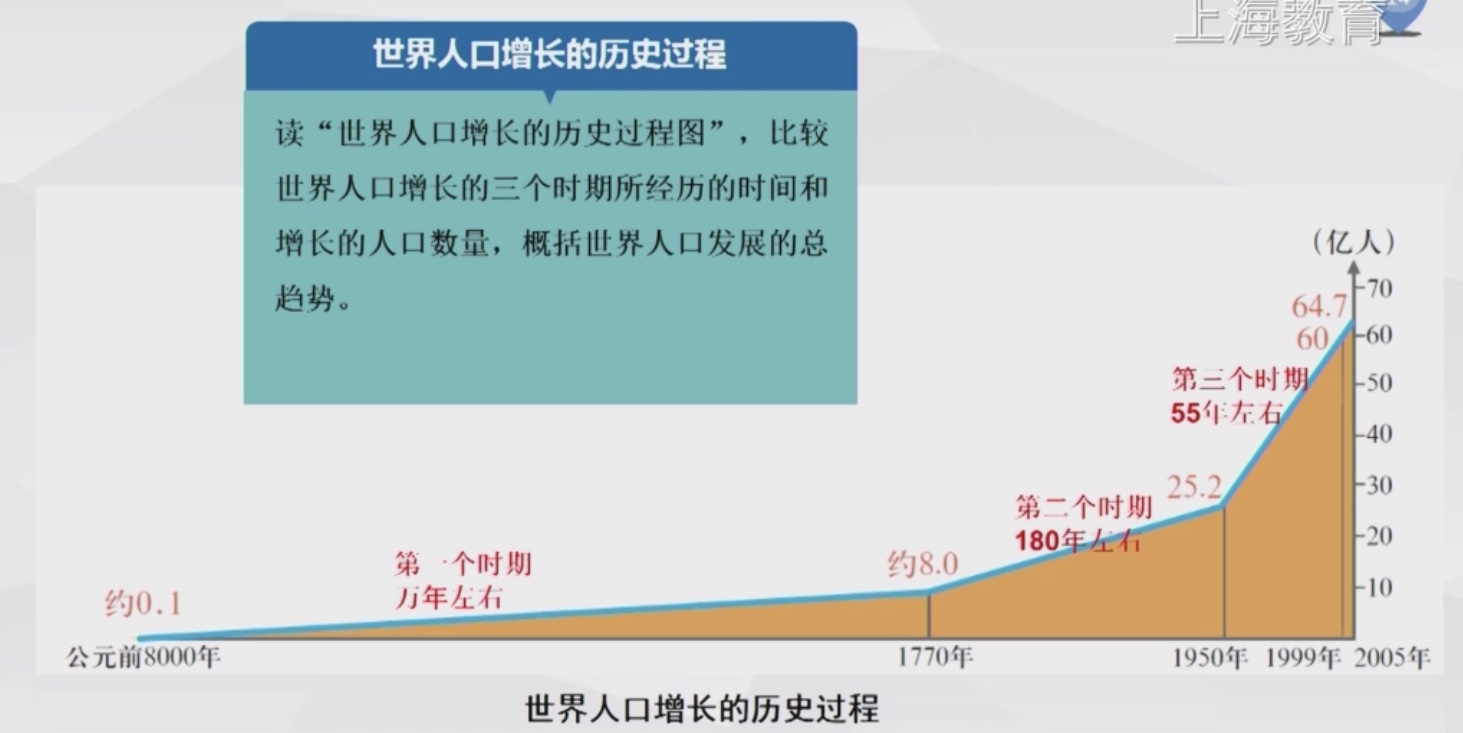 上海教育
14
世界人口增长的历史过程
读“世界人口增长的历史过程图”，比较
世界人口增长的三个时期所经历的时间和
增长的人口数量，概括世界人口发展的总
趋势。
（亿人）
70
64.7
60
60
第三个时期
50
55年左右
40
25.2
30
第二个时期
180年左右
20
第一个时期
约8.0
万年左右
10
约0.1
公元前8000年
1770年
1950年
1999年
2005年
世界人口增长的历史过程